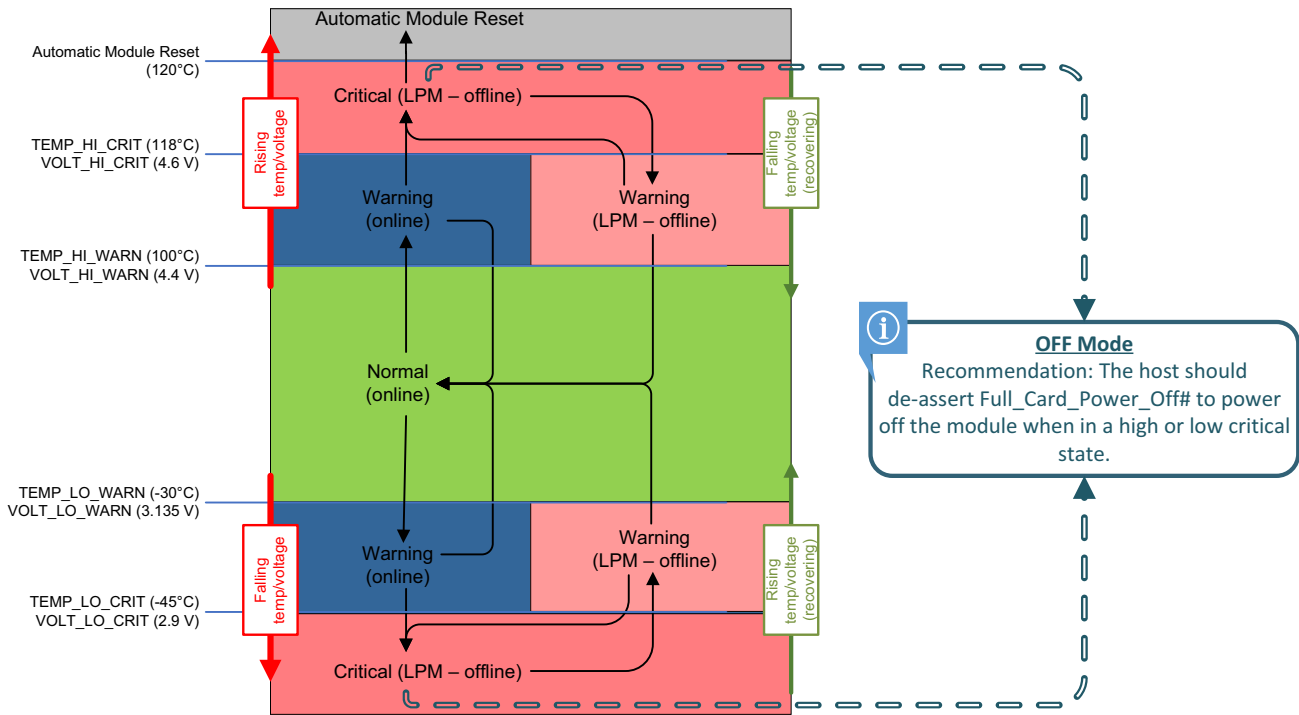 Automatic Module Reset
Automatic Module Reset
(120°C)
Critical (LPM – offline)
TEMP_HI_CRIT (118°C)
VOLT_HI_CRIT (4.6 V)
Rising
temp/voltage
Falling
temp/voltage
(recovering)
Warning
(online)
Warning
(LPM – offline)
TEMP_HI_WARN (100°C)
VOLT_HI_WARN (4.4 V)
OFF Mode
Recommendation: The host should
de-assert Full_Card_Power_Off# to power
off the module when in a high or low critical
state.
Normal
(online)
TEMP_LO_WARN (-30°C)
VOLT_LO_WARN (3.135 V)
Falling
temp/voltage
Warning
(online)
Warning
(LPM – offline)
Rising
temp/voltage
(recovering)
TEMP_LO_CRIT (-45°C)
VOLT_LO_CRIT (2.9 V)
Critical (LPM – offline)